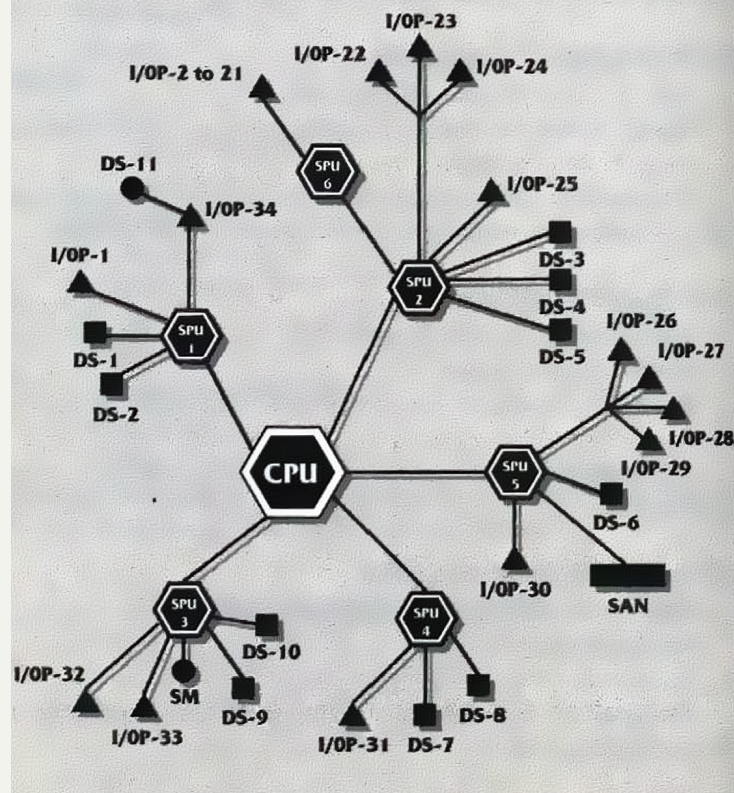 I/OP-23
I/OP-22
I/OP-24
I/OP-2 to 21
DS-11
SPU
6
I/OP-25
I/OP-34
DS-3
I/OP-1
SPU
2
DS-4
SPU
1
DS-1
DS-5
I/OP-26
I/OP-27
DS-2
I/OP-28
CPU
SPU
5
I/OP-29
DS-6
I/OP-30
SAN
SPU
3
SPU
4
DS-10
I/OP-32
SM
DS-9
DS-8
I/OP-33
I/OP-31
DS-7